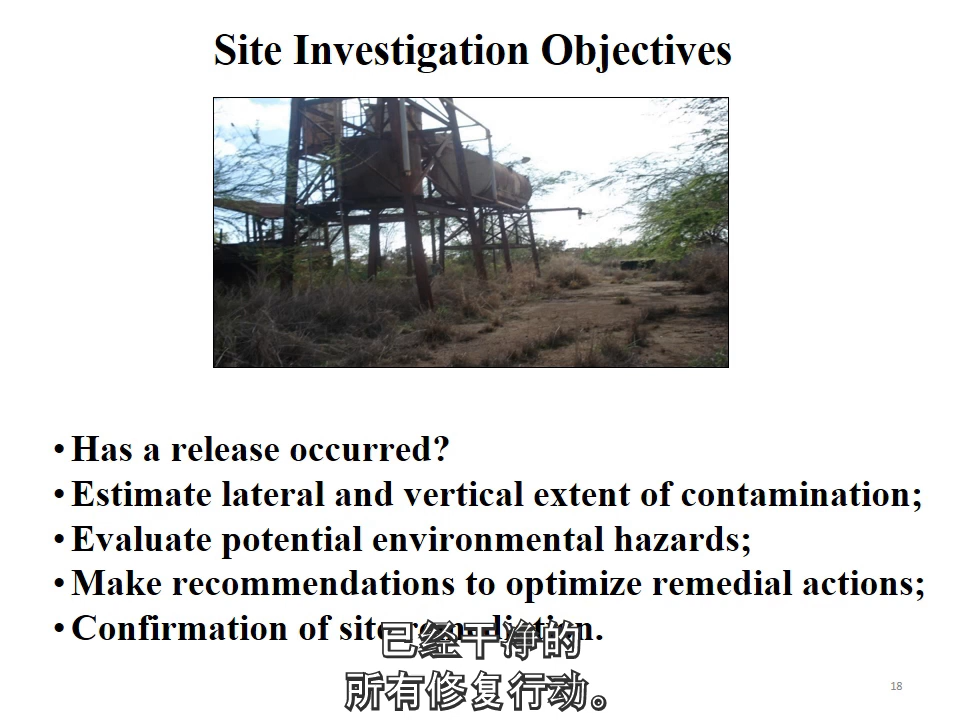 Site Investigation Objectives
•Has a release occurred?
•Estimate lateral and vertical extent of contamination;
•Evaluate potential environmental hazards;
•Make recommendations to optimize remedial actions;
•Confirmation of site remediation.
已经干净的
所有修复行动。
18